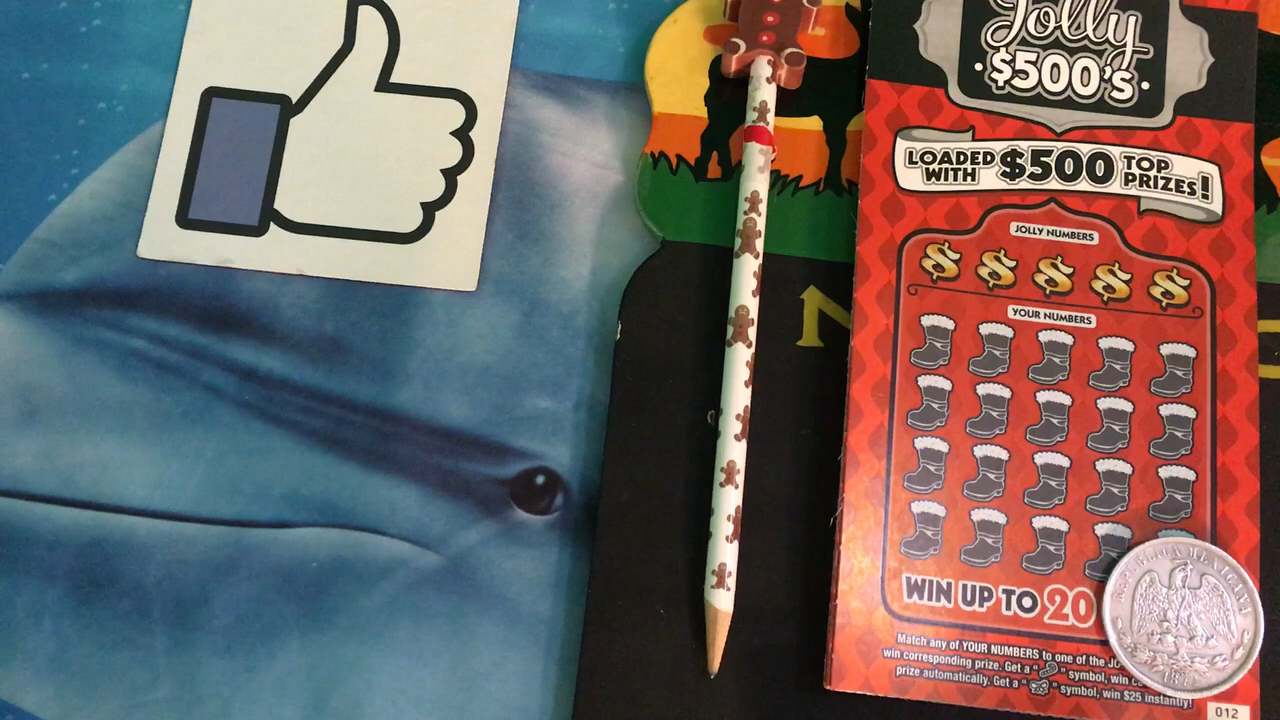 Jolly
$500's
LOADED WITH $500 TOP PRIZES!
JOLLY NUMBERS
$ $ $ $ $
YOUR NUMBERS
WIN UP TO 20
Match any of YOUR NUMBERS to one of the JO
win corresponding prize. Get a " " symbol, win
prize automatically. Get a " " symbol, win $25 instantly!
012
N